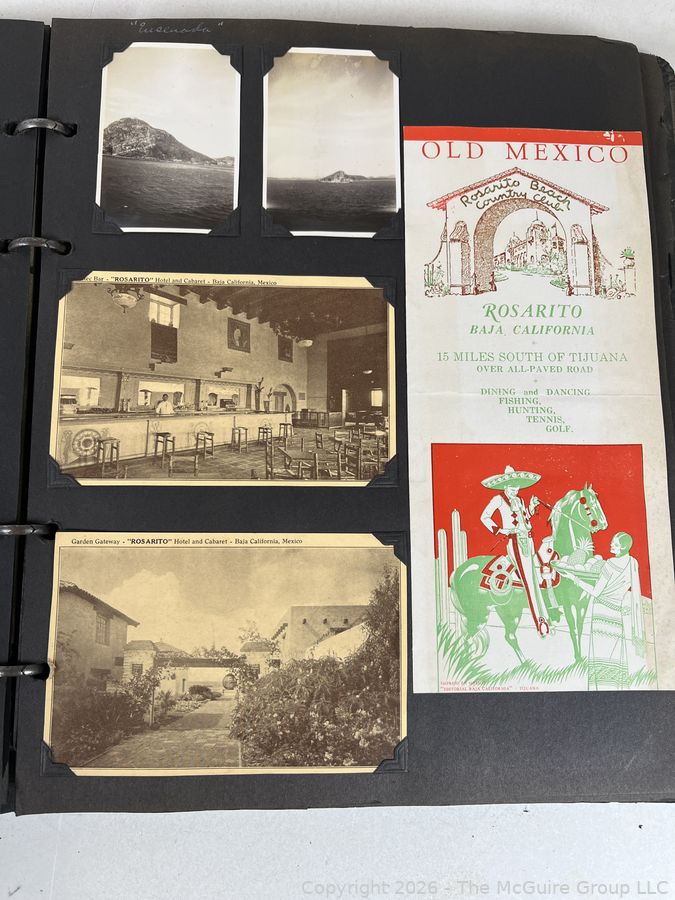 "Ensenada"
OLD MEXICO
Rosarito Beach
Country Club
ROSARITO
BAJA CALIFORNIA
15 MILES SOUTH OF TIJUANA
OVER ALL-PAVED ROAD
DINING and DANCING
FISHING,
HUNTING,
TENNIS,
GOLF.
"EDITORIAL BAJA CALIFORNIA" - TIJUANA
Bar - "ROSARITO" Hotel and Cabaret - Baja California, Mexico
Garden Gateway - "ROSARITO" Hotel and Cabaret - Baja California, Mexico
Copyright 2026 - The McGuire Group LLC